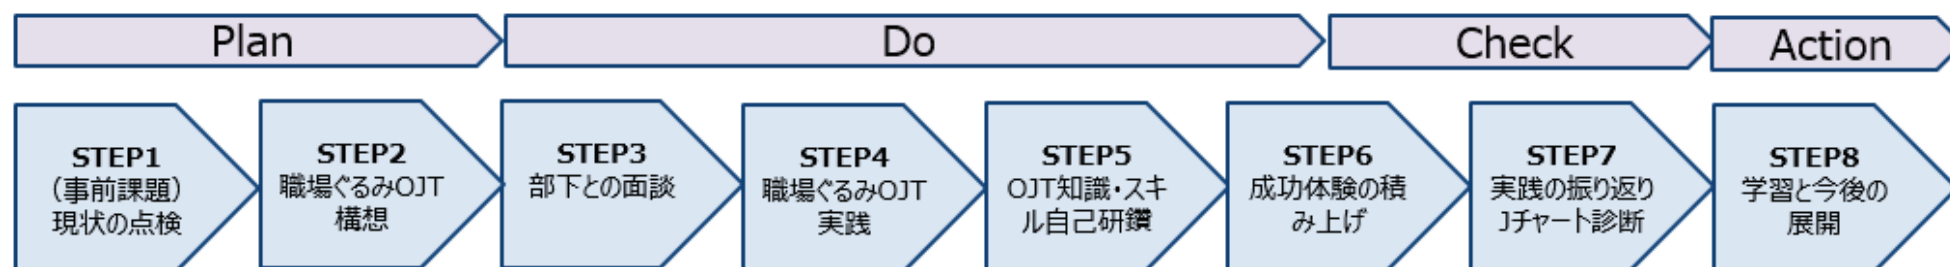 Plan
Do
Check
Action
STEP1
（事前課題）
現状の点検
STEP2
職場ぐるみOJT
構想
STEP3
部下との面談
STEP4
職場ぐるみOJT
実践
STEP5
OJT知識・スキ
ル自己研鑽
STEP6
成功体験の積
み上げ
STEP7
実践の振り返り
Jチャート診断
STEP8
学習と今後の
展開